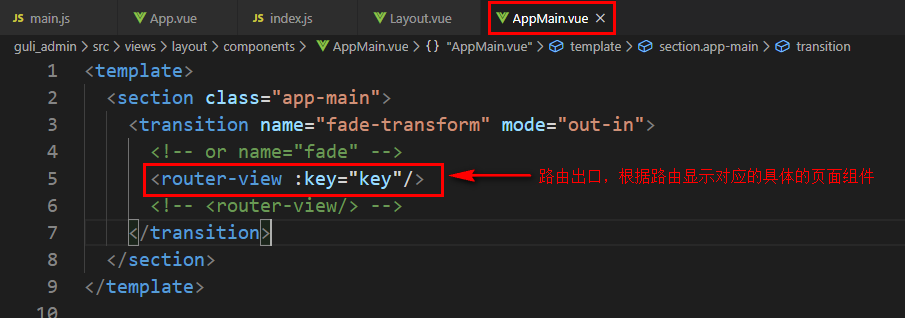 JS main.js App.vue JS index.js Layout.vue AppMain.vue ×
guli_admin > src > views > layout > components > AppMain.vue > {} "AppMain.vue" > template > section.app-main > transition
1 <template>
2 <section class="app-main">
3 <transition name="fade-transform" mode="out-in">
4 <!-- or name="fade" -->
5 <router-view :key="key"/> 路由出口，根据路由显示对应的具体的页面组件
6 <!-- <router-view/> -->
7 </transition>
8 </section>
9 </template>
10